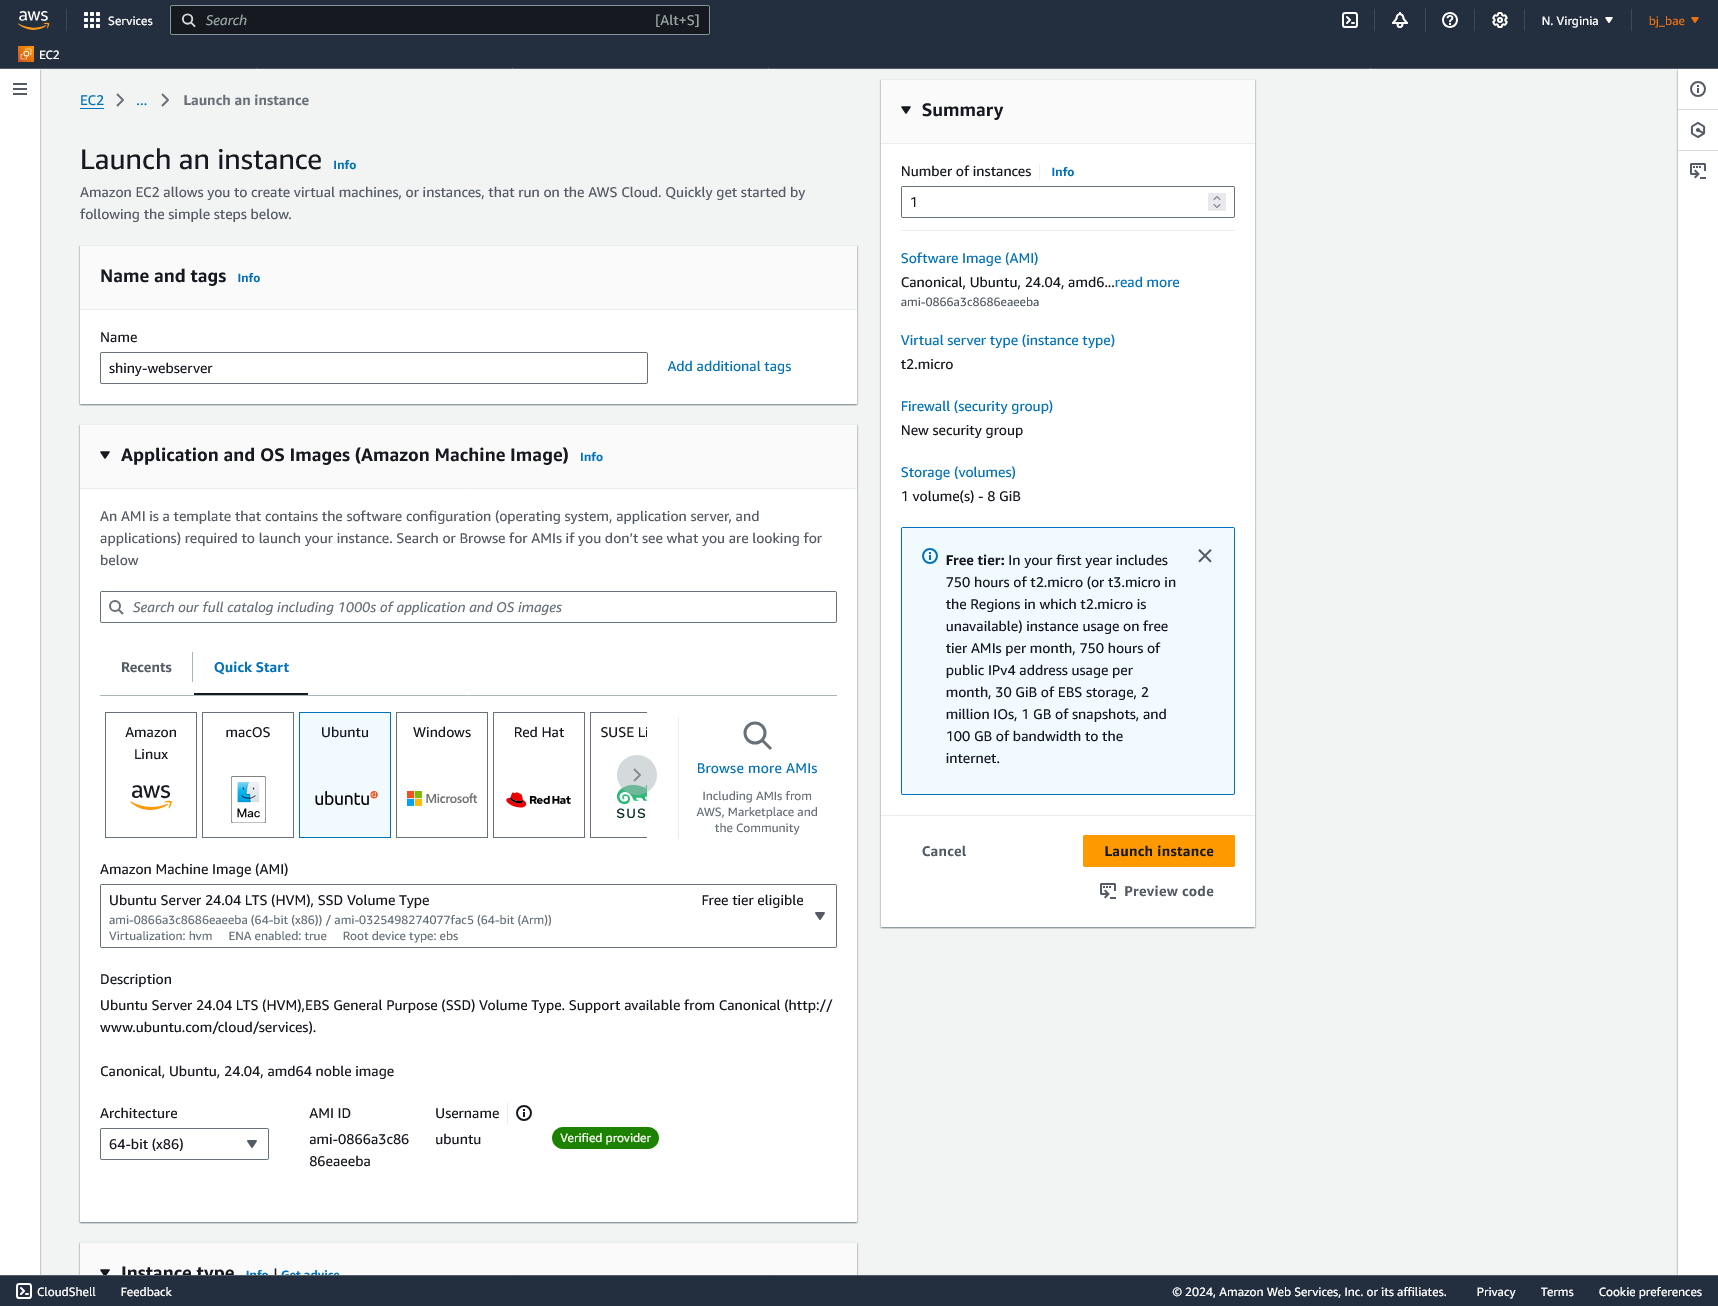 aws
Services
Search
[Alt+S]
N. Virginia
bj_bae
EC2
EC2
...
Launch an instance
Launch an instance Info
Amazon EC2 allows you to create virtual machines, or instances, that run on the AWS Cloud. Quickly get started by
following the simple steps below.
Name and tags Info
Name
shiny-webserver
Add additional tags
Application and OS Images (Amazon Machine Image) Info
An AMI is a template that contains the software configuration (operating system, application server, and
applications) required to launch your instance. Search or Browse for AMIs if you don't see what you are looking for
below
Search our full catalog including 1000s of application and OS images
Recents
Quick Start
Amazon
Linux
aws
macOS
Mac
Ubuntu
ubuntu
Windows
Microsoft
Red Hat
Red Hat
SUSE Li
SUS
Browse more AMIs
Including AMIs from
AWS, Marketplace and
the Community
Amazon Machine Image (AMI)
Ubuntu Server 24.04 LTS (HVM), SSD Volume Type
Free tier eligible
ami-0866a3c8686eaeeba (64-bit (x86)) / ami-0325498274077fac5 (64-bit (Arm))
Virtualization: hvm ENA enabled: true Root device type: ebs
Description
Ubuntu Server 24.04 LTS (HVM),EBS General Purpose (SSD) Volume Type. Support available from Canonical (http://
www.ubuntu.com/cloud/services).
Canonical, Ubuntu, 24.04, amd64 noble image
Architecture
64-bit (x86)
AMI ID
ami-0866a3c86
86eaeeba
Username
ubuntu
Verified provider
Instance type Info | Get advice
Summary
Number of instances Info
1
Software Image (AMI)
Canonical, Ubuntu, 24.04, amd6...read more
ami-0866a3c8686eaeeba
Virtual server type (instance type)
t2.micro
Firewall (security group)
New security group
Storage (volumes)
1 volume(s) - 8 GiB
Free tier: In your first year includes
750 hours of t2.micro (or t3.micro in
the Regions in which t2.micro is
unavailable) instance usage on free
tier AMIs per month, 750 hours of
public IPv4 address usage per
month, 30 GiB of EBS storage, 2
million IOs, 1 GB of snapshots, and
100 GB of bandwidth to the
internet.
Cancel
Launch instance
Preview code
CloudShell
Feedback
© 2024, Amazon Web Services, Inc. or its affiliates.
Privacy
Terms
Cookie preferences